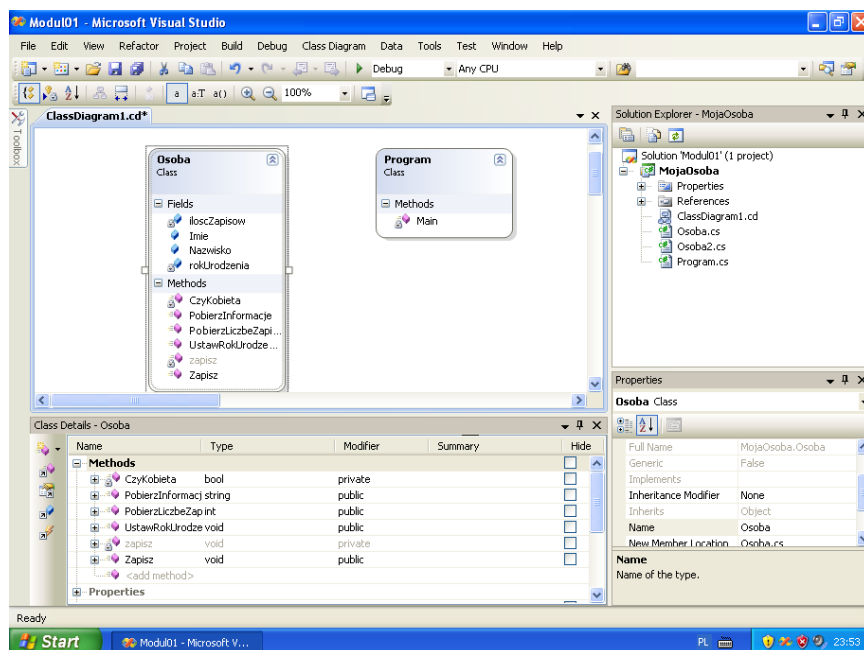 Modul01 - Microsoft Visual Studio
File Edit View Refactor Project Build Debug Class Diagram Data Tools Test Window Help
Debug Any CPU
a a:T a() 100%
Toolbox
ClassDiagram1.cd*
Osoba
Class
Fields
iloscZapisow
Imie
Nazwisko
rokUrodzenia
Methods
CzyKobieta
PobierzInformacje
PobierzLiczbeZapi...
UstawRokUrodze...
zapisz
Zapisz
Program
Class
Methods
Main
Solution Explorer - MojaOsoba
Solution 'Modul01' (1 project)
MojaOsoba
Properties
References
ClassDiagram1.cd
Osoba.cs
Osoba2.cs
Program.cs
Class Details - Osoba
Name Type Modifier Summary Hide
Methods
CzyKobieta bool private
PobierzInformacj string public
PobierzLiczbeZap int public
UstawRokUrodze void public
zapisz void private
Zapisz void public
<add method>
Properties
Properties
Osoba Class
Full Name MojaOsoba.Osoba
Generic False
Implements
Inheritance Modifier None
Inherits Object
Name Osoba
New Member Location Osoba.cs
Name
Name of the type.
Ready
Start Modul01 - Microsoft V... PL 23:53